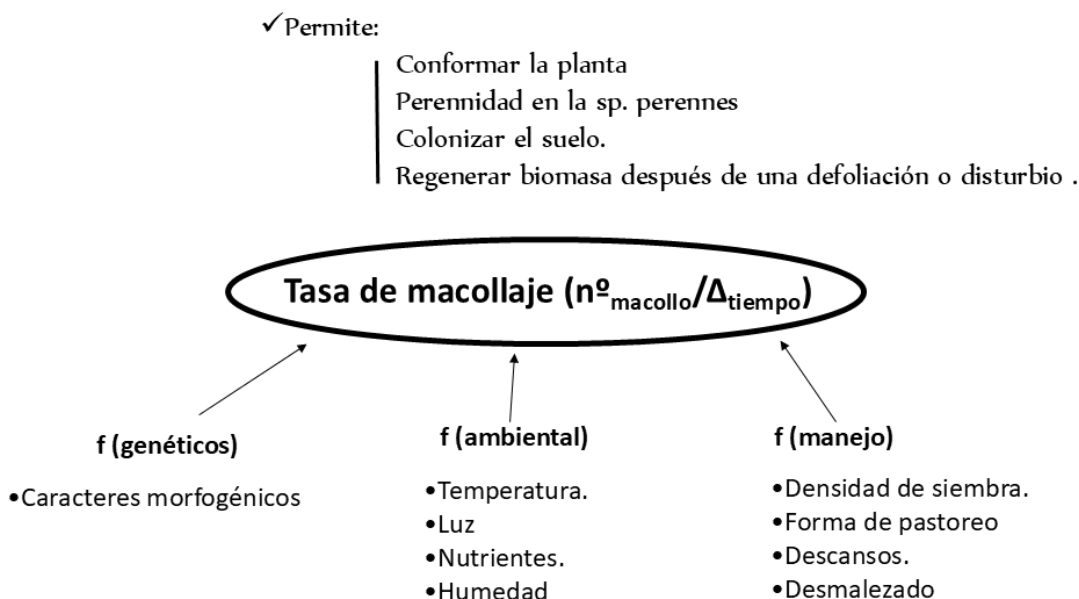 ✓Permite:
Conformar la planta
Perennidad en la sp. perennes
Colonizar el suelo.
Regenerar biomasa después de una defoliación o disturbio .
Tasa de macollaje (nºmacollo/Δtiempo)
f (genéticos)
•Caracteres morfogénicos
f (ambiental)
•Temperatura.
•Luz
•Nutrientes.
•Humedad
f (manejo)
•Densidad de siembra.
•Forma de pastoreo
•Descansos.
•Desmalezado